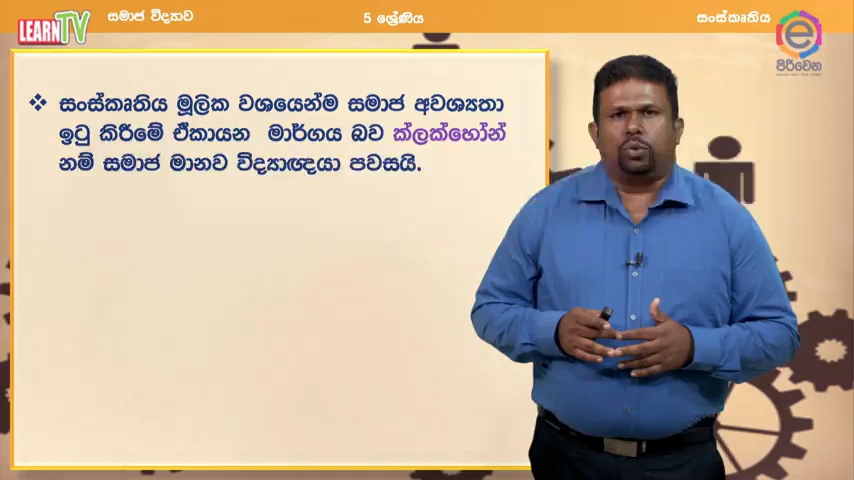 LEARN TV
සමාජ විද්‍යාව
5 ශ්‍රේණිය
සංස්කෘතිය
e
පිරිවෙන
❖ සංස්කෘතිය මූලික වශයෙන්ම සමාජ අවශ්‍යතා
ඉටු කිරීමේ ඒකායන මාර්ගය බව ක්ලක්හෝන්
නම් සමාජ මානව විද්‍යාඥයා පවසයි.